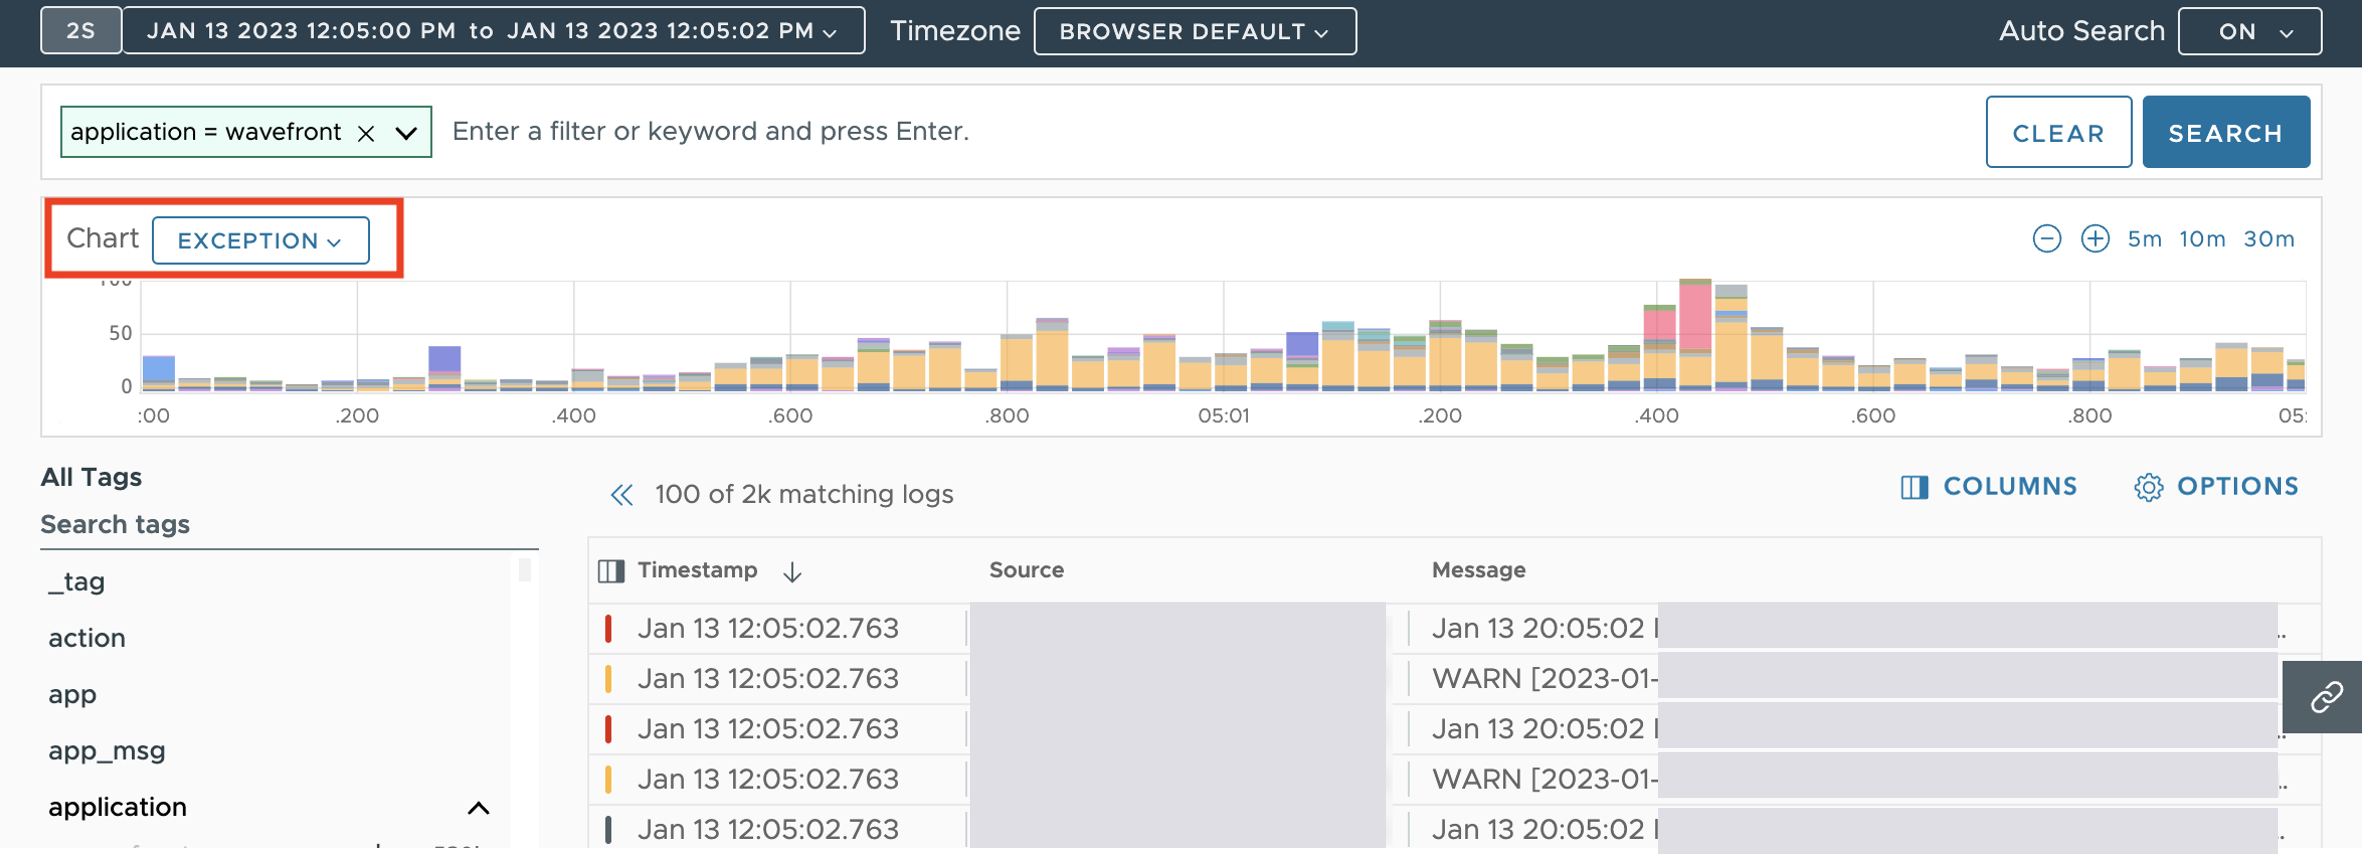 2S JAN 13 2023 12:05:00 PM to JAN 13 2023 12:05:02 PM Timezone BROWSER DEFAULT Auto Search ON
application = wavefront Enter a filter or keyword and press Enter. CLEAR SEARCH
Chart EXCEPTION 5m 10m 30m
100
50
0
:00 .200 .400 .600 .800 05:01 .200 .400 .600 .800 05:
All Tags
Search tags
_tag
action
app
app_msg
application
100 of 2k matching logs COLUMNS OPTIONS
Timestamp Source Message
Jan 13 12:05:02.763 Jan 13 20:05:02
Jan 13 12:05:02.763 WARN [2023-01-
Jan 13 12:05:02.763 Jan 13 20:05:02
Jan 13 12:05:02.763 WARN [2023-01-
Jan 13 12:05:02.763 Jan 13 20:05:02